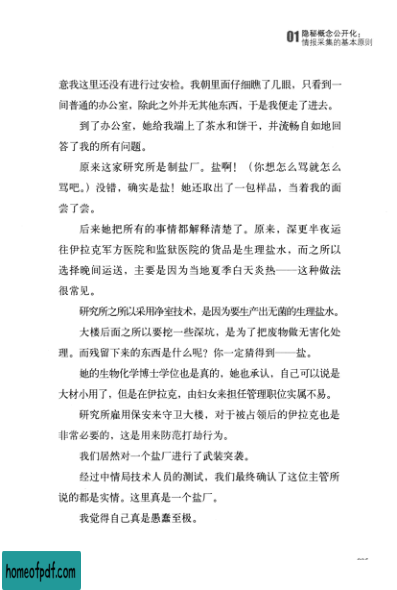 01 隐秘概念公开化：
情报采集的基本原则
意我这里还没有进行过安检。我朝里面仔细瞧了几眼，只看到一
间普通的办公室，除此之外并无其他东西，于是我便走了进去。
到了办公室，她给我端上了茶水和饼干，并流畅自如地回
答了我的所有问题。
原来这家研究所是制盐厂。盐啊！（你想怎么骂就怎么
骂吧。）没错，确实是盐！她还取出了一包样品，当着我的面
尝了尝。
后来她把所有的事情都解释清楚了。原来，深更半夜运
往伊拉克军方医院和监狱医院的货品是生理盐水，而之所以
选择晚间运送，主要是因为当地夏季白天炎热——这种做法
很常见。
研究所之所以采用净室技术，是因为要生产出无菌的生理盐水。
大楼后面之所以要挖一些深坑，是为了把废物做无害化处
理。而残留下来的东西是什么呢？你一定猜得到——盐。
她的生物化学博士学位也是真的，她也承认，自己可以说是
大材小用了，但是在伊拉克，由妇女来担任管理职位实属不易。
研究所雇用保安来守卫大楼，对于被占领后的伊拉克也是
非常必要的，这是用来防范打劫行为。
我们居然对一个盐厂进行了武装突袭。
经过中情局技术人员的测试，我们最终确认了这位主管所
说的都是实情。这里真是一个盐厂。
我觉得自己真是愚蠢至极。
homeofpdf.com